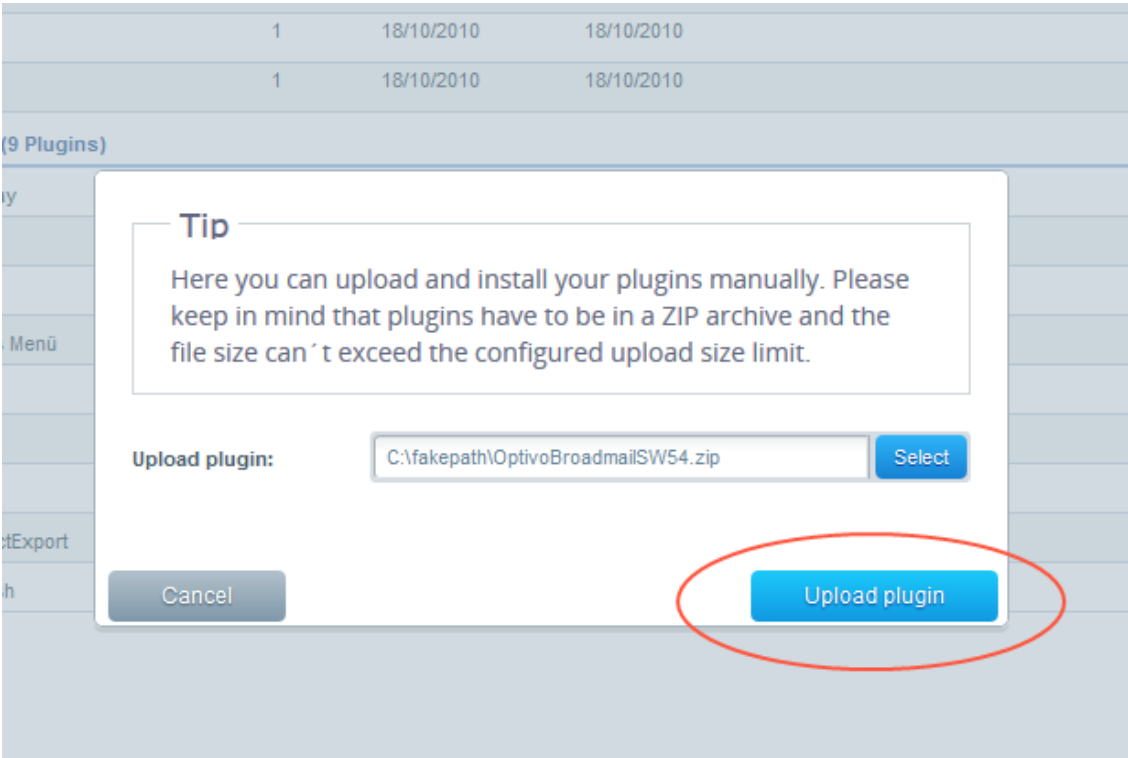 1 18/10/2010 18/10/2010
1 18/10/2010 18/10/2010
(9 Plugins)
Tip
Here you can upload and install your plugins manually. Please
keep in mind that plugins have to be in a ZIP archive and the
file size can´t exceed the configured upload size limit.
Menü
Upload plugin: C:\fakepath\OptivoBroadmailSW54.zip Select
ctExport
Cancel Upload plugin